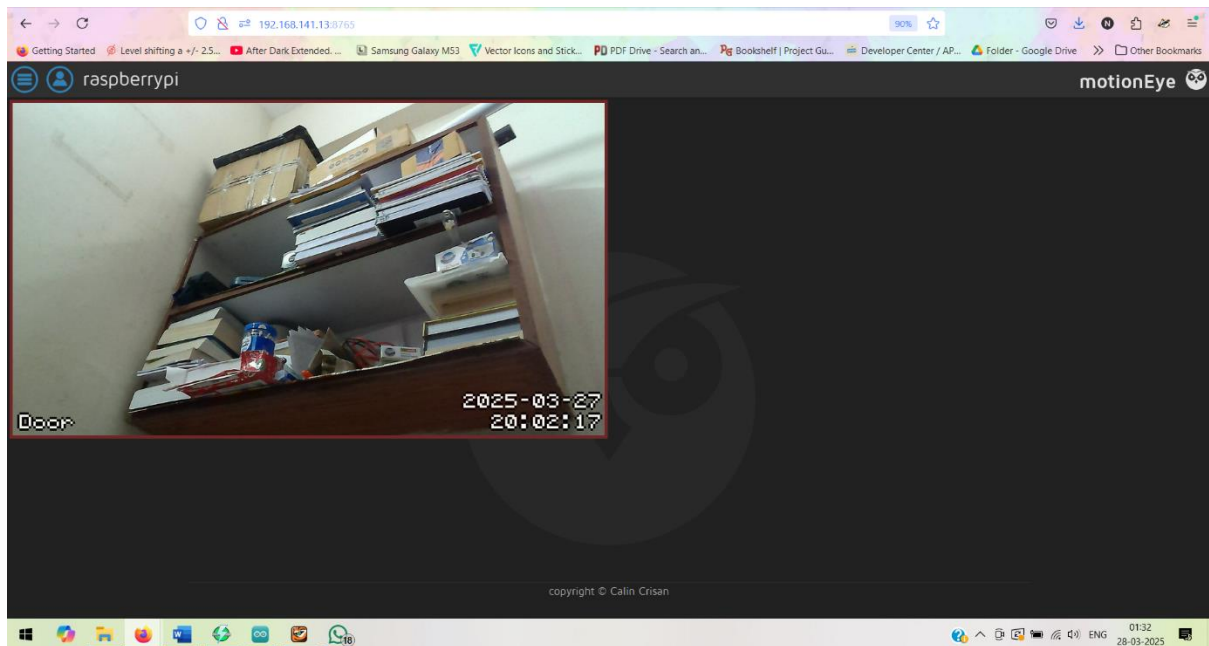 192.168.141.13:8765
90%
Getting Started
Level shifting a +/- 2.5...
After Dark Extended. ...
Samsung Galaxy M53
Vector Icons and Stick...
PDF Drive - Search an...
Bookshelf | Project Gu...
Developer Center / AP...
Folder - Google Drive
Other Bookmarks
raspberrypi
motionEye
2025-03-27
Door
20:02:17
copyright © Calin Crisan
18
ENG
01:32
28-03-2025